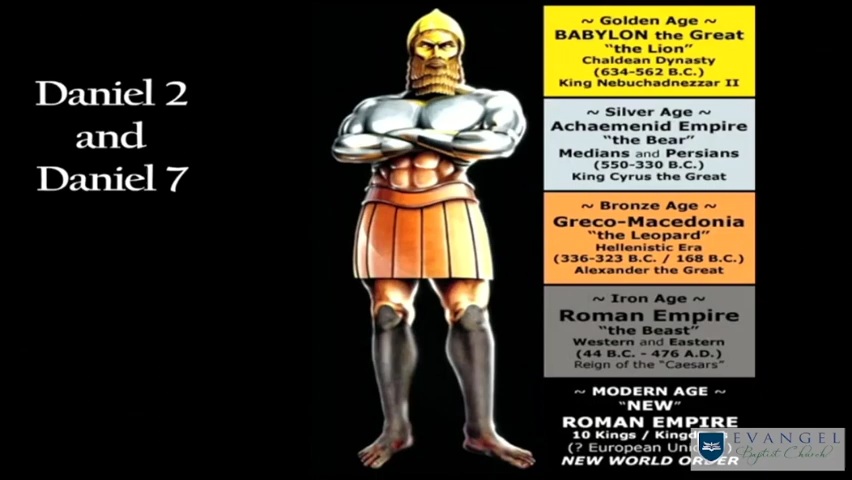 Daniel 2
and
Daniel 7
~ Golden Age ~
BABYLON the Great
"the Lion"
Chaldean Dynasty
(634-562 B.C.)
King Nebuchadnezzar II
~ Silver Age ~
Achaemenid Empire
"the Bear"
Medians and Persians
(550-330 B.C.)
King Cyrus the Great
~ Bronze Age ~
Greco-Macedonia
"the Leopard"
Hellenistic Era
(336-323 B.C. / 168 B.C.)
Alexander the Great
~ Iron Age ~
Roman Empire
"the Beast"
Western and Eastern
(44 B.C. - 476 A.D.)
Reign of the "Caesars"
~ MODERN AGE ~
"NEW"
ROMAN EMPIRE
10 Kings /
(? European
NEW WORLD ORDER
EVANGEL
Baptist Church